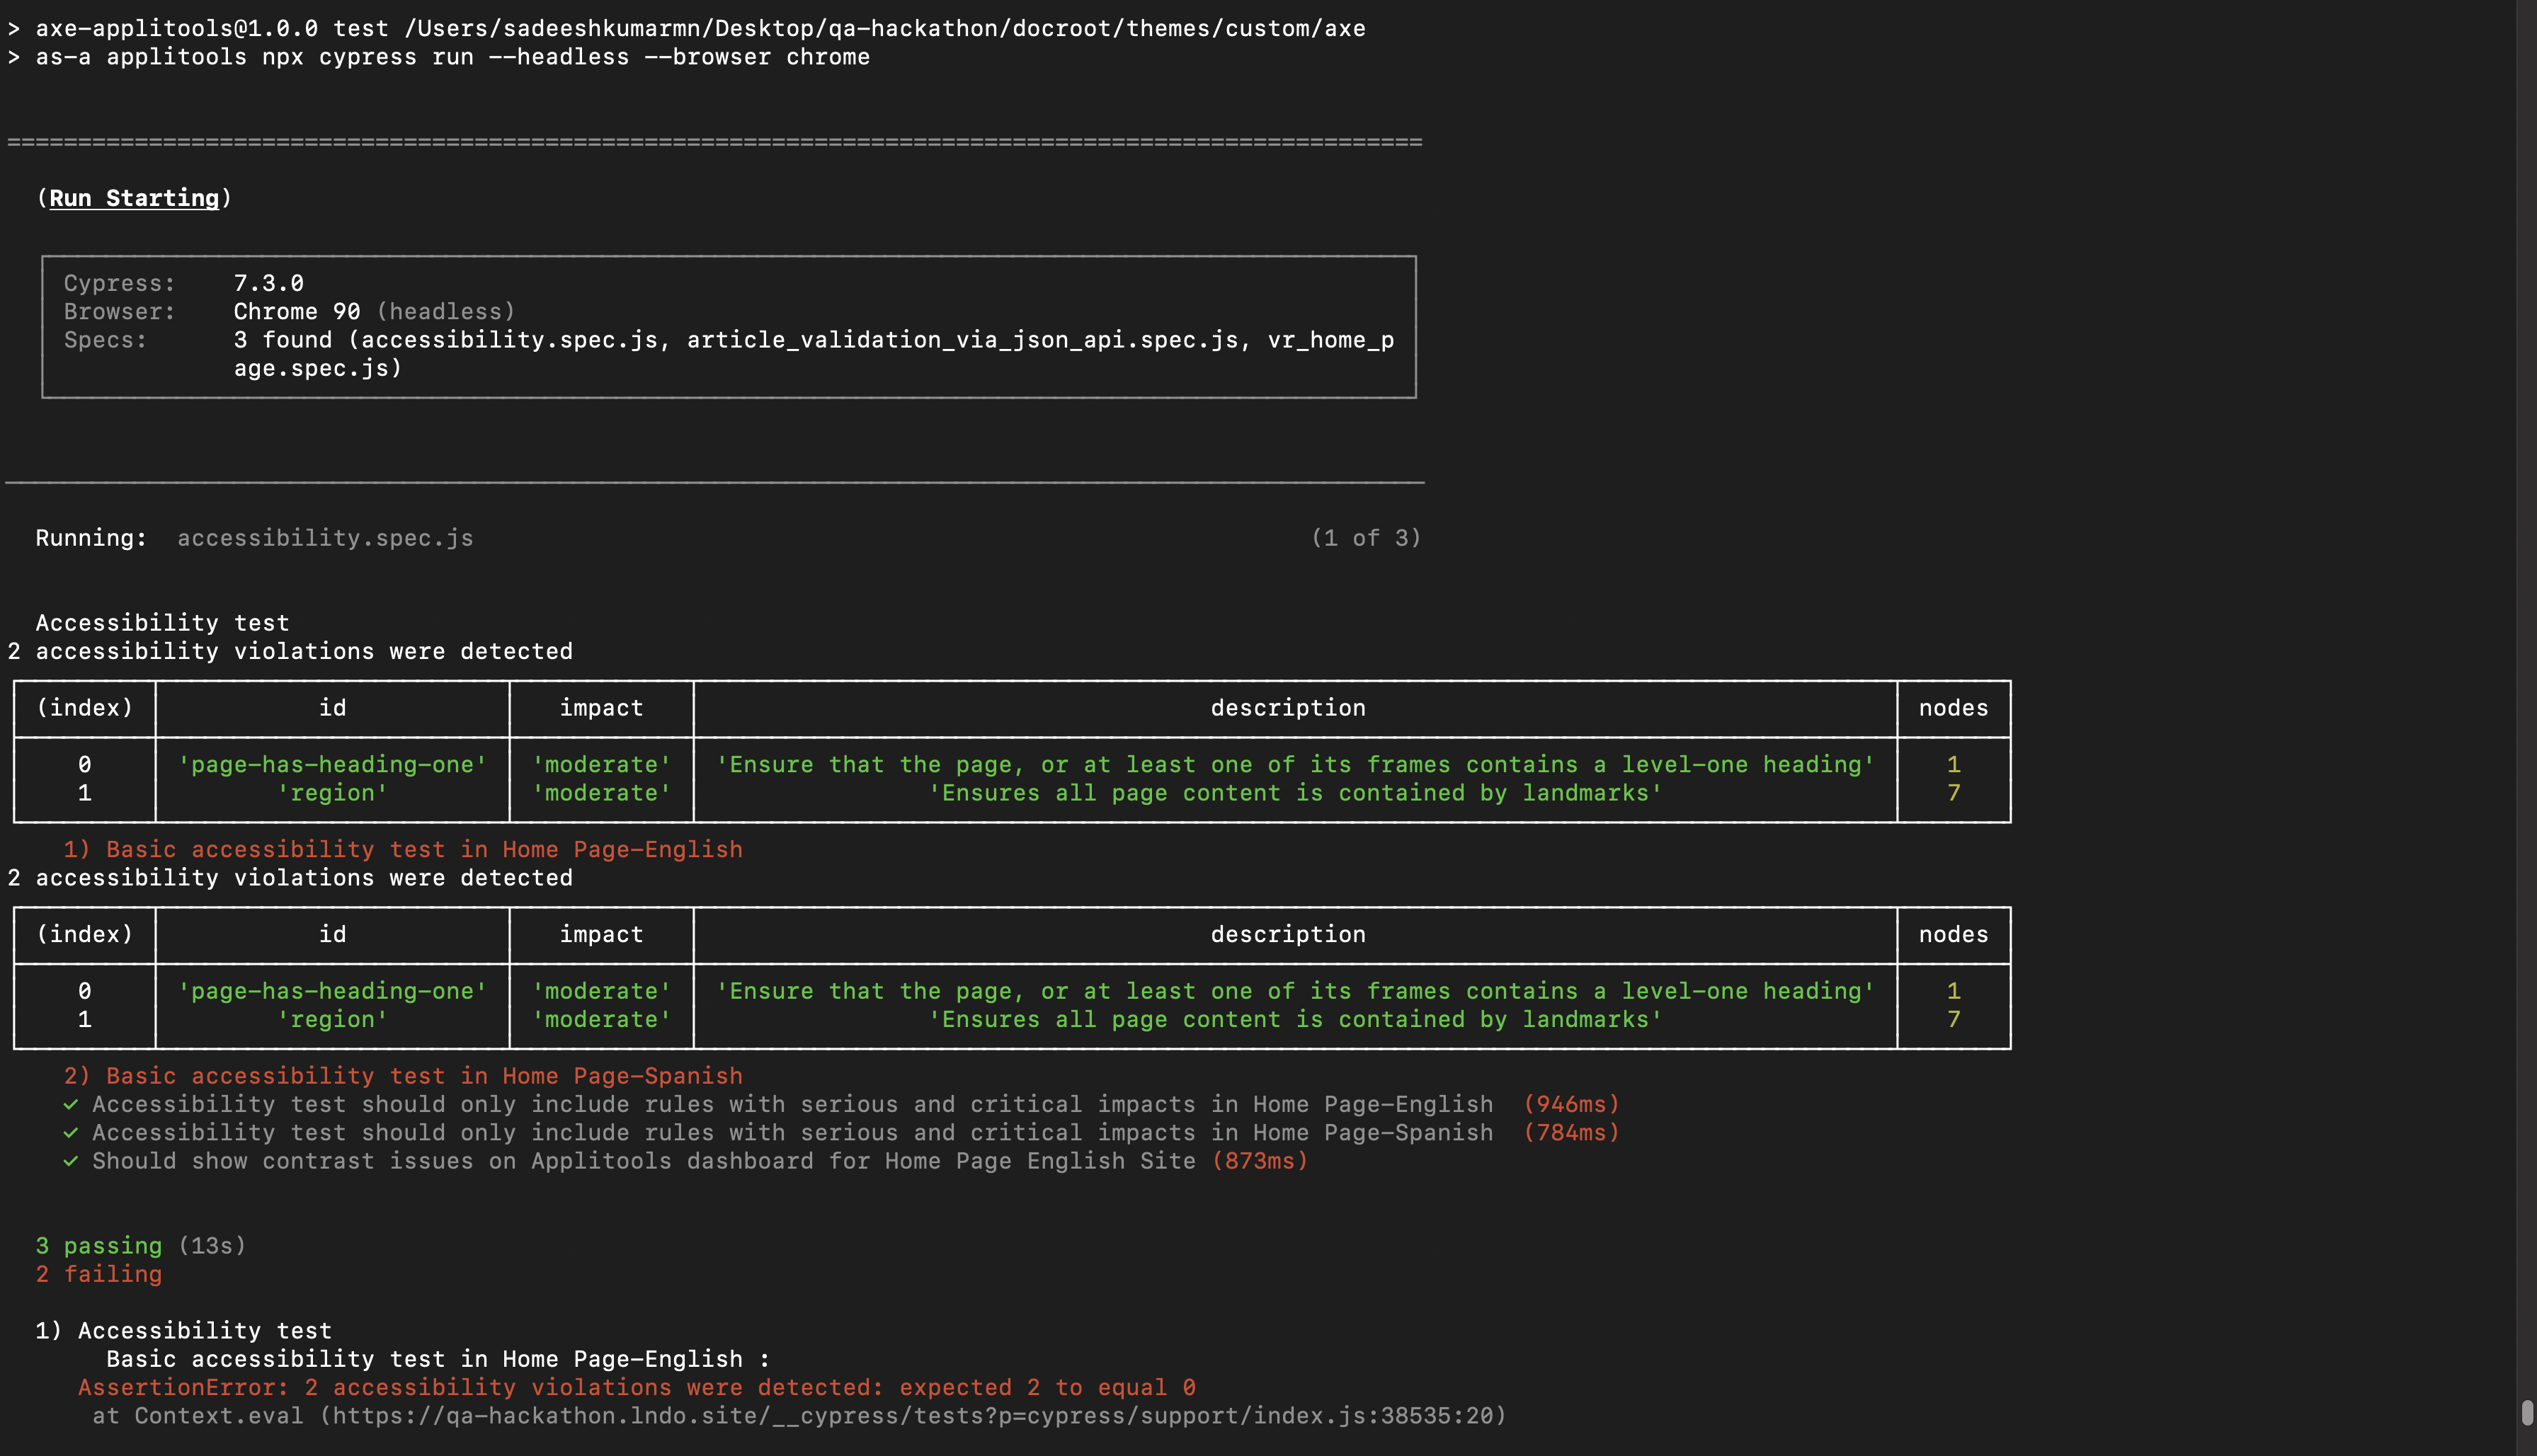 > axe-applitools@1.0.0 test /Users/sadeeshkumarmn/Desktop/qa-hackathon/docroot/themes/custom/axe
> as-a applitools npx cypress run --headless --browser chrome
====================================================================================================
(Run Starting)
Cypress: 7.3.0
Browser: Chrome 90 (headless)
Specs: 3 found (accessibility.spec.js, article_validation_via_json_api.spec.js, vr_home_p
age.spec.js)
Running: accessibility.spec.js (1 of 3)
Accessibility test
2 accessibility violations were detected
(index) id impact description nodes
0 'page-has-heading-one' 'moderate' 'Ensure that the page, or at least one of its frames contains a level-one heading' 1
1 'region' 'moderate' 'Ensures all page content is contained by landmarks' 7
1) Basic accessibility test in Home Page-English
2 accessibility violations were detected
(index) id impact description nodes
0 'page-has-heading-one' 'moderate' 'Ensure that the page, or at least one of its frames contains a level-one heading' 1
1 'region' 'moderate' 'Ensures all page content is contained by landmarks' 7
2) Basic accessibility test in Home Page-Spanish
✓ Accessibility test should only include rules with serious and critical impacts in Home Page-English (946ms)
✓ Accessibility test should only include rules with serious and critical impacts in Home Page-Spanish (784ms)
✓ Should show contrast issues on Applitools dashboard for Home Page English Site (873ms)
3 passing (13s)
2 failing
1) Accessibility test
Basic accessibility test in Home Page-English :
AssertionError: 2 accessibility violations were detected: expected 2 to equal 0
at Context.eval (https://qa-hackathon.lndo.site/__cypress/tests?p=cypress/support/index.js:38535:20)